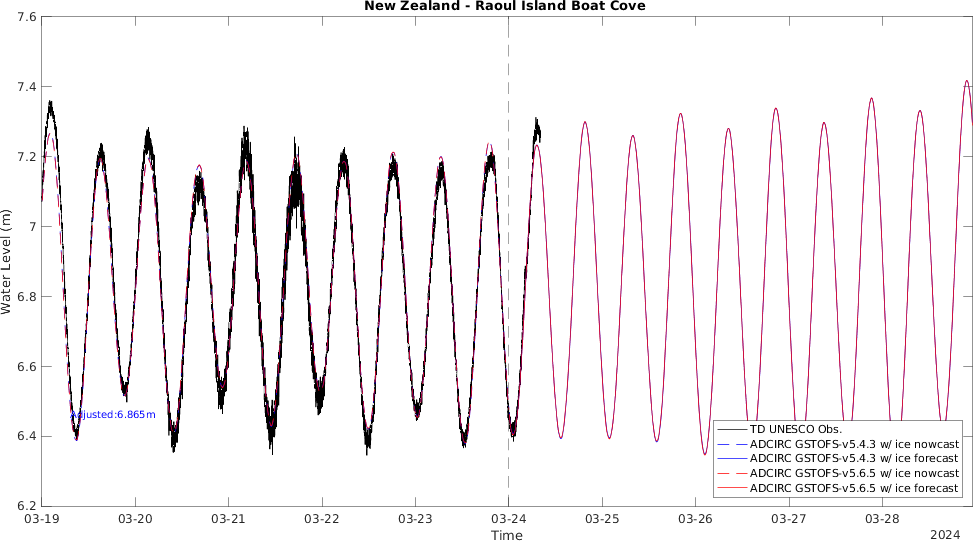 New Zealand - Raoul Island Boat Cove
7.6
7.4
7.2
7
6.8
6.6
6.4
6.2
Water Level (m)
Adjusted:6.865m
TD UNESCO Obs.
ADCIRC GSTOFS-v5.4.3 w/ ice nowcast
ADCIRC GSTOFS-v5.4.3 w/ ice forecast
ADCIRC GSTOFS-v5.6.5 w/ ice nowcast
ADCIRC GSTOFS-v5.6.5 w/ ice forecast
03-19 03-20 03-21 03-22 03-23 03-24 03-25 03-26 03-27 03-28
Time
2024